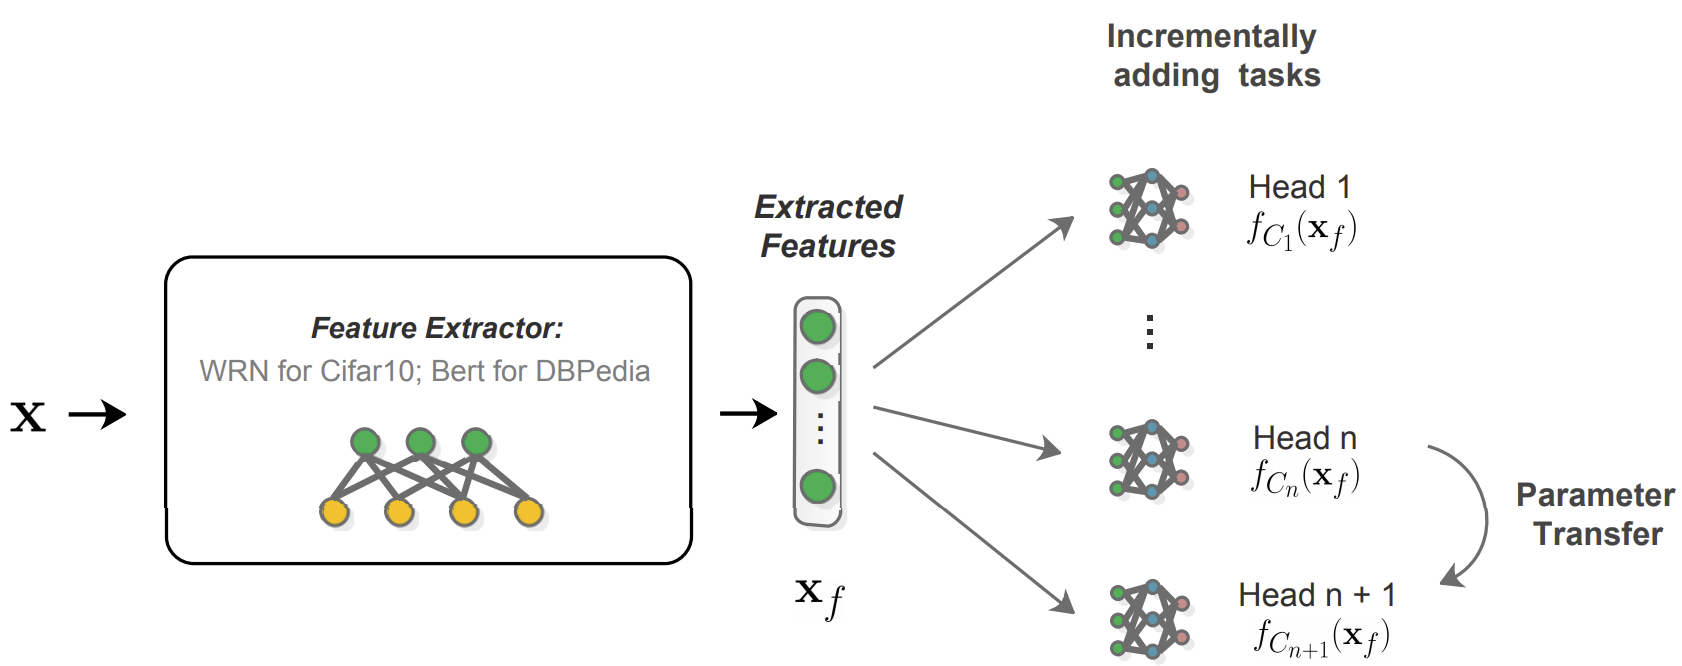 Incrementally
adding tasks
Extracted
Features
Feature Extractor:
WRN for Cifar10; Bert for DBPedia
x
x_f
Head 1
f_{C_1}(x_f)
⋮
Head n
f_{C_n}(x_f)
Head n + 1
f_{C_{n+1}}(x_f)
Parameter
Transfer